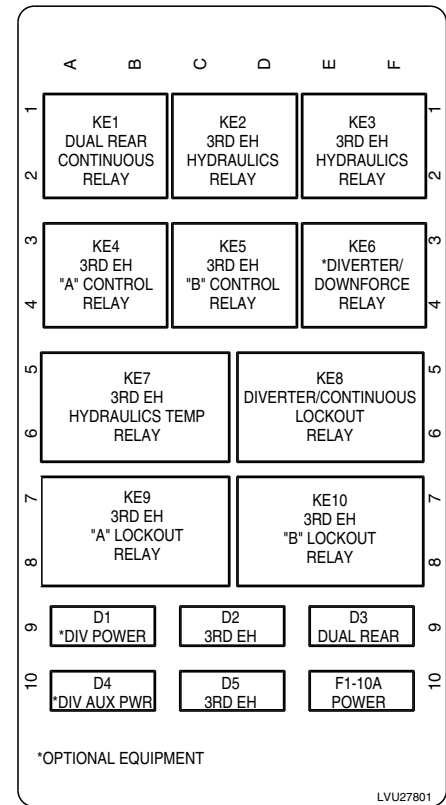 A B C D E F
1 1
KE1 KE2 KE3
DUAL REAR 3RD EH 3RD EH
CONTINUOUS HYDRAULICS HYDRAULICS
RELAY RELAY RELAY
2 2
3 3
KE4 KE5 KE6
3RD EH 3RD EH *DIVERTER/
"A" CONTROL "B" CONTROL DOWNFORCE
RELAY RELAY RELAY
4 4
5 5
KE7 KE8
3RD EH DIVERTER/CONTINUOUS
HYDRAULICS TEMP LOCKOUT
RELAY RELAY
6 6
7 7
KE9 KE10
3RD EH 3RD EH
"A" LOCKOUT "B" LOCKOUT
RELAY RELAY
8 8
D1 D2 D3
9 *DIV POWER 3RD EH DUAL REAR 9
D4 D5 F1-10A
10 *DIV AUX PWR 3RD EH POWER 10
*OPTIONAL EQUIPMENT
LVU27801